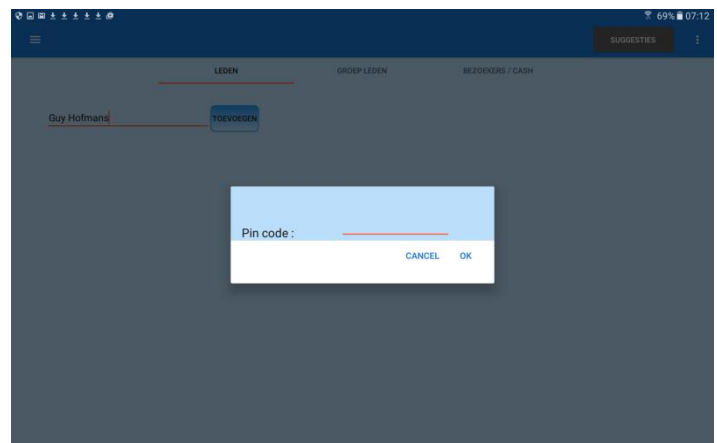 69% 07:12
SUGGESTIES
LEDEN GROEP LEDEN BEZOEKERS / CASH
Guy Hofmans TOEVOEGEN
Pin code :
CANCEL OK